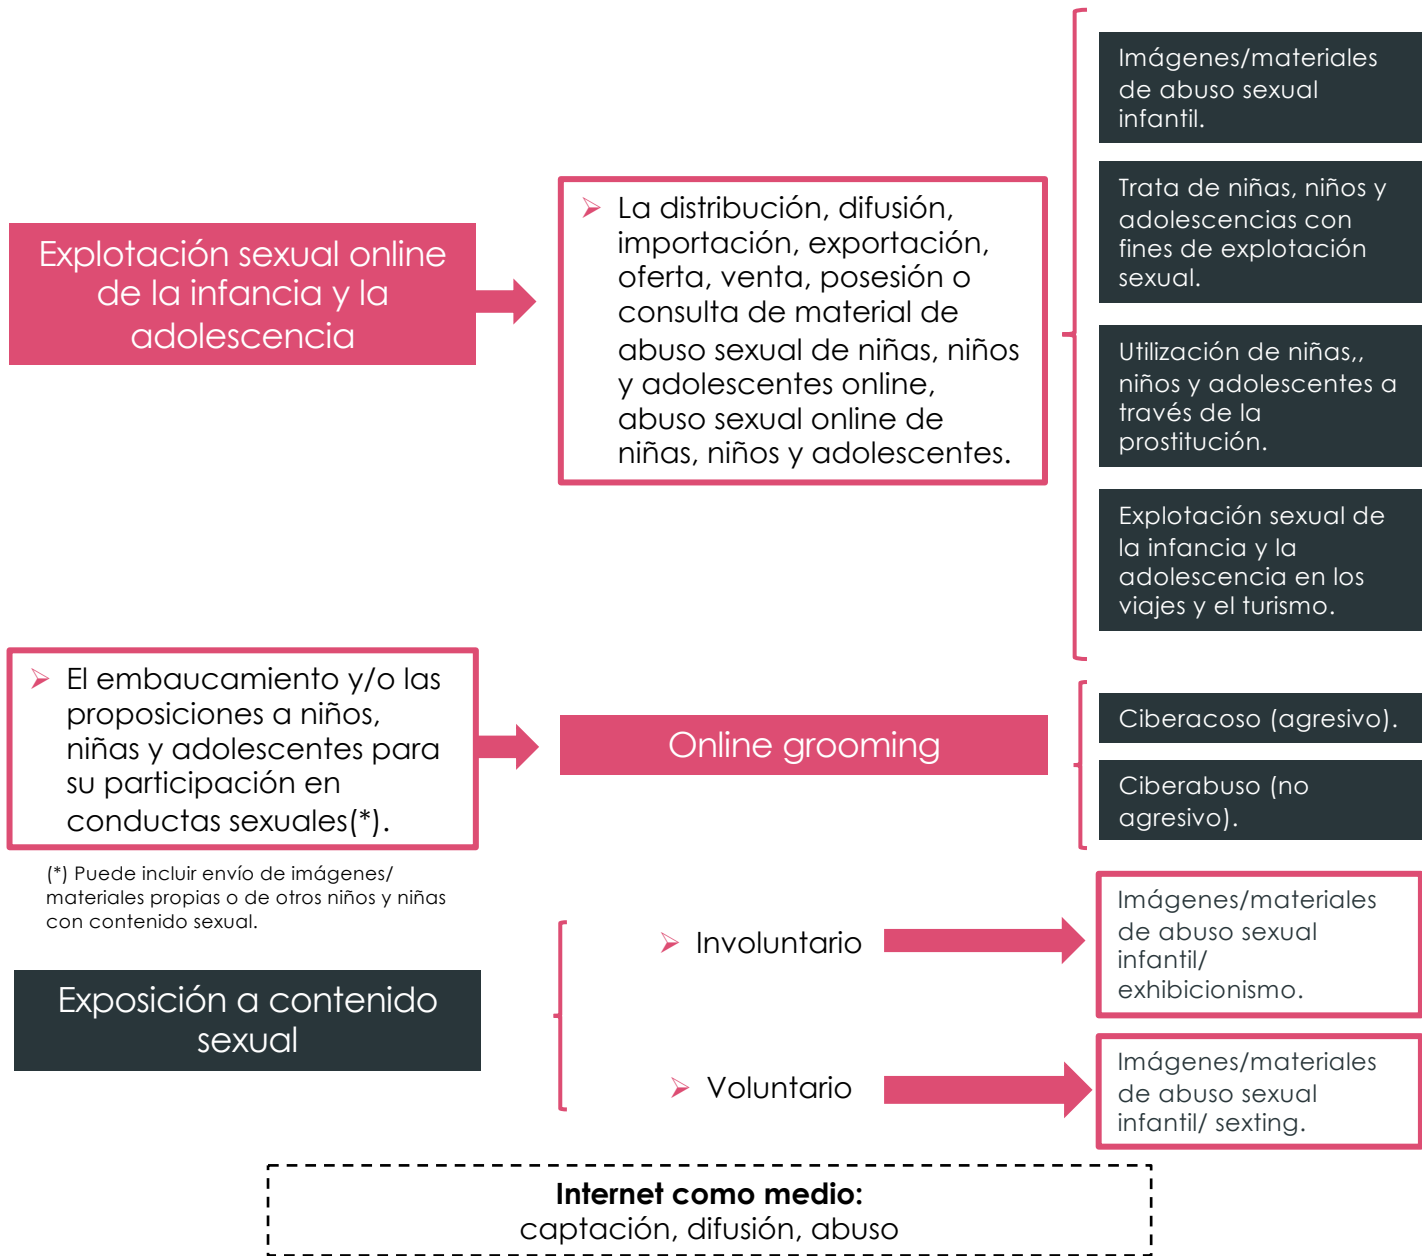 Explotación sexual online
de la infancia y la
adolescencia
La distribución, difusión,
importación, exportación,
oferta, venta, posesión o
consulta de material de
abuso sexual de niñas, niños
y adolescentes online,
abuso sexual online de
niñas, niños y adolescentes.
Imágenes/materiales
de abuso sexual
infantil.
Trata de niñas, niños y
adolescencias con
fines de explotación
sexual.
Utilización de niñas,,
niños y adolescentes a
través de la
prostitución.
Explotación sexual de
la infancia y la
adolescencia en los
viajes y el turismo.
El embaucamiento y/o las
proposiciones a niños,
niñas y adolescentes para
su participación en
conductas sexuales(*).
(*) Puede incluir envío de imágenes/
materiales propias o de otros niños y niñas
con contenido sexual.
Online grooming
Ciberacoso (agresivo).
Ciberabuso (no
agresivo).
Exposición a contenido
sexual
Involuntario
Imágenes/materiales
de abuso sexual
infantil/
exhibicionismo.
Voluntario
Imágenes/materiales
de abuso sexual
infantil/ sexting.
Internet como medio:
captación, difusión, abuso